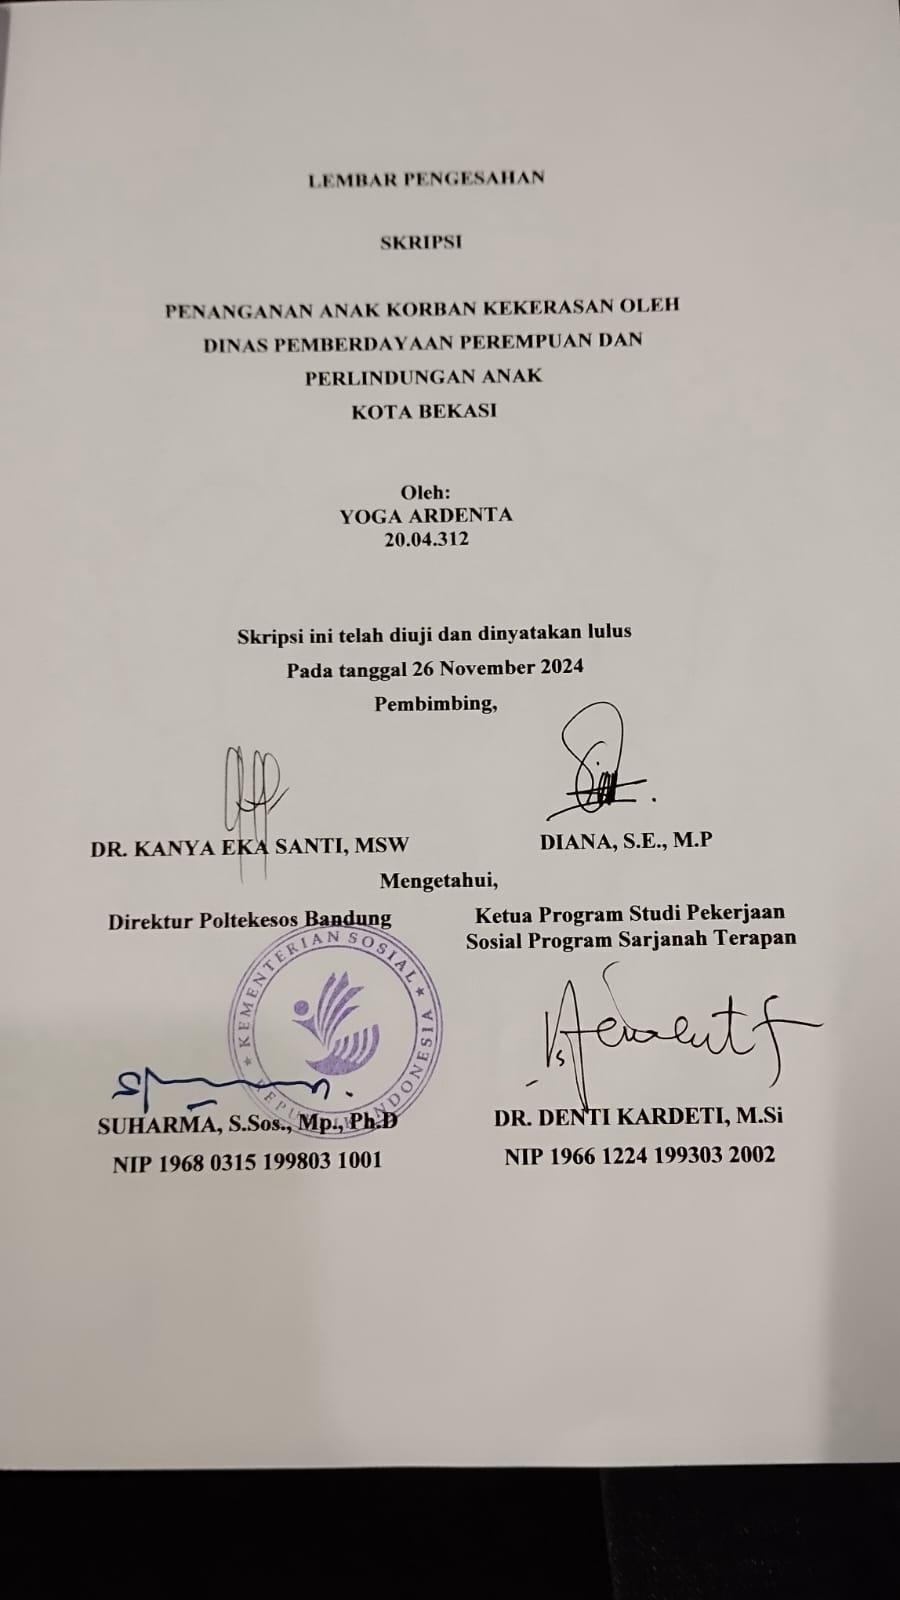 LEMBAR PENGESAHAN
SKRIPSI
PENANGANAN ANAK KORBAN KEKERASAN OLEH
DINAS PEMBERDAYAAN PEREMPUAN DAN
PERLINDUNGAN ANAK
KOTA BEKASI
Oleh:
YOGA ARDENTA
20.04.312
Skripsi ini telah diuji dan dinyatakan lulus
Pada tanggal 26 November 2024
Pembimbing,
DR. KANYA EKA SANTI, MSW
DIANA, S.E., M.P
Mengetahui,
Direktur Poltekesos Bandung
Ketua Program Studi Pekerjaan
Sosial Program Sarjanah Terapan
KEMENTERIAN SOSIAL
INDONESIA
SUHARMA, S.Sos., Mp., Ph.D
NIP 1968 0315 199803 1001
DR. DENTI KARDETI, M.Si
NIP 1966 1224 199303 2002